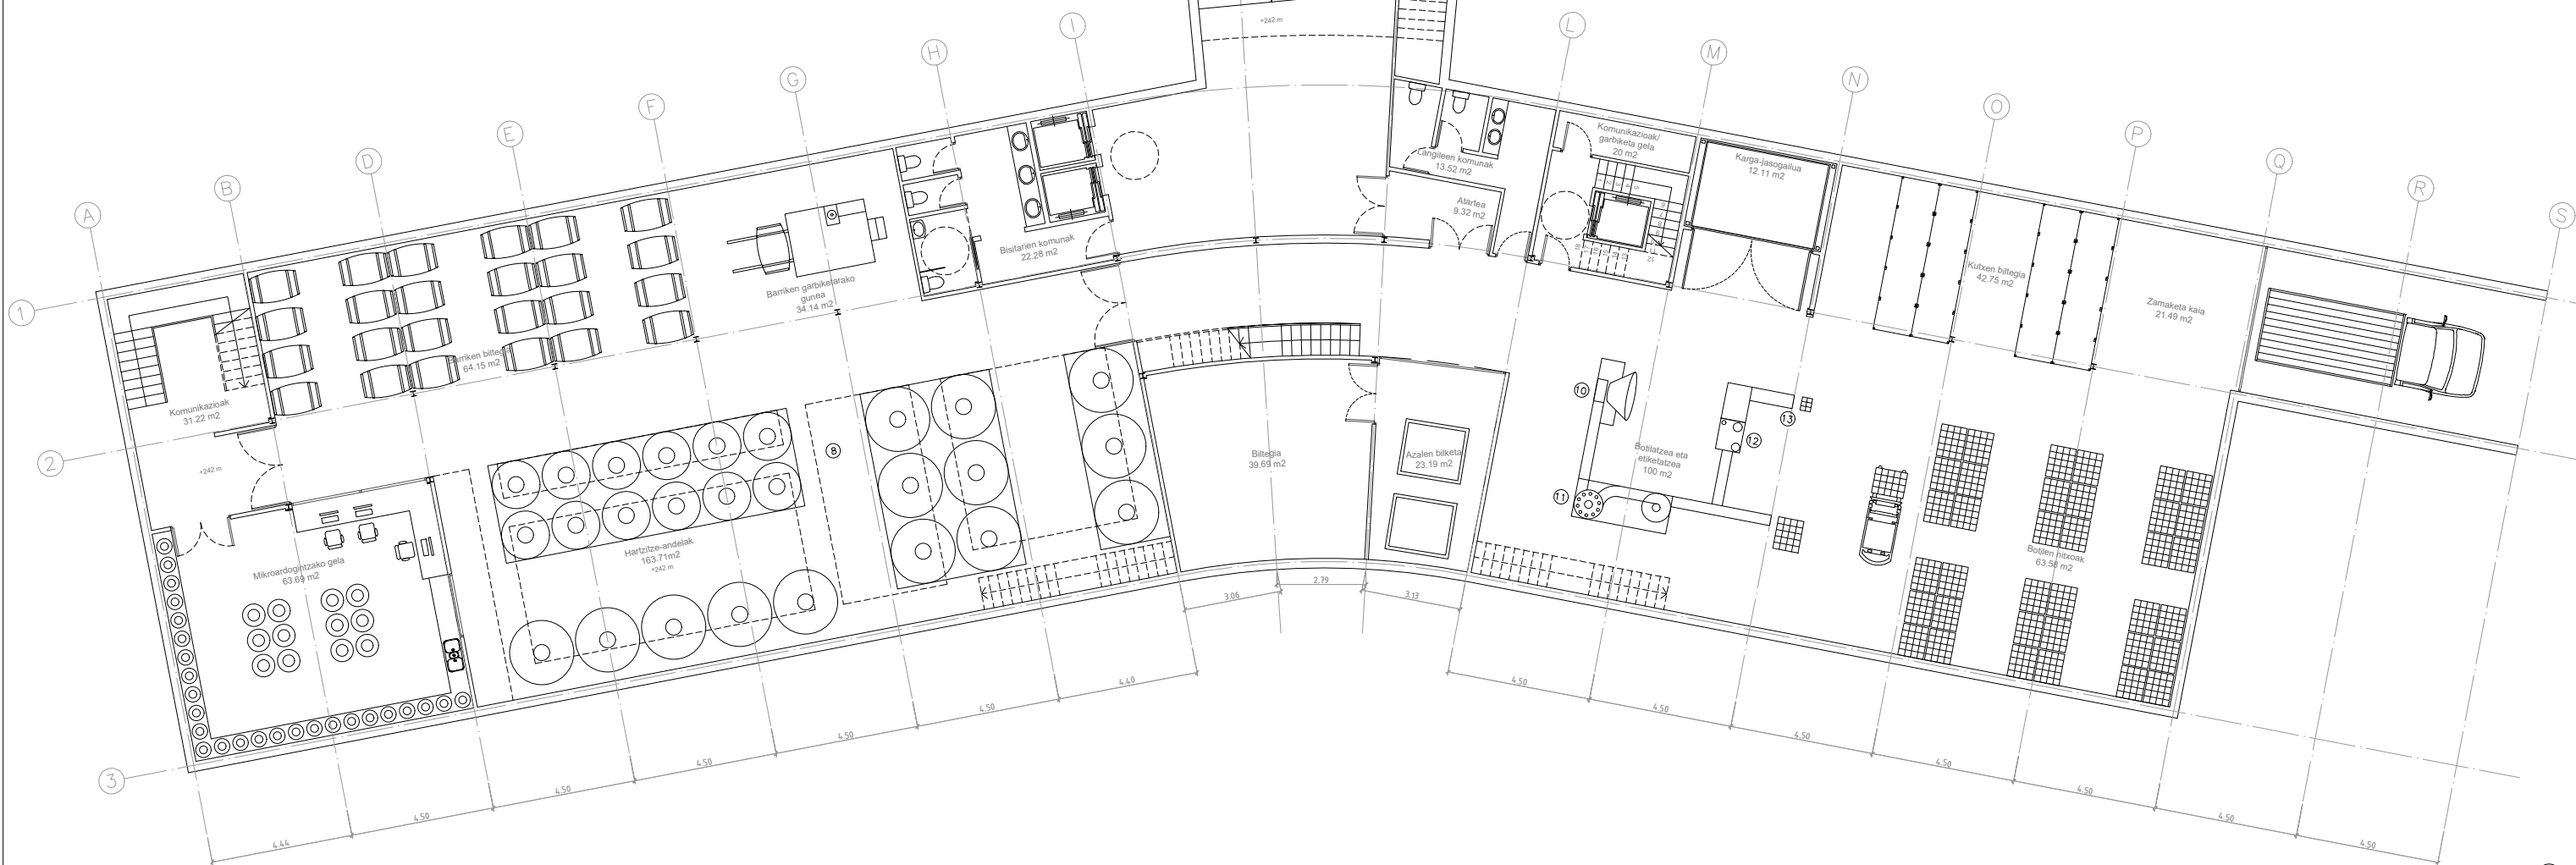 +242 m
A
B
D
E
F
G
H
I
L
M
N
O
P
Q
R
S
1
2
3
Komunikazioak
31.22 m2
+242 m
Barriken biltegia
64.15 m2
Barriken garbiketarako
gunea
34.14 m2
Bisitarien komunak
22.28 m2
Langileen komunak
13.52 m2
Atartea
9.32 m2
Komunikazioak/
garbiketa gela
20 m2
Karga-jasogailua
12.11 m2
Kutxen biltegia
42.75 m2
Zamaketa kaia
21.49 m2
Mikroardogintzako gela
63.69 m2
Hartzitze-andelak
163.71m2
+242 m
8
Biltegia
39.69 m2
Azalen bilketa
23.19 m2
10
11
12
13
Botilatzea eta
etiketatzea
100 m2
Botilen nitxoak
63.58 m2
4.44
4.50
4.50
4.50
4.50
4.50
4.40
3.06
2.79
3.13
4.50
4.50
4.50
4.50
4.50
4.50
4.50